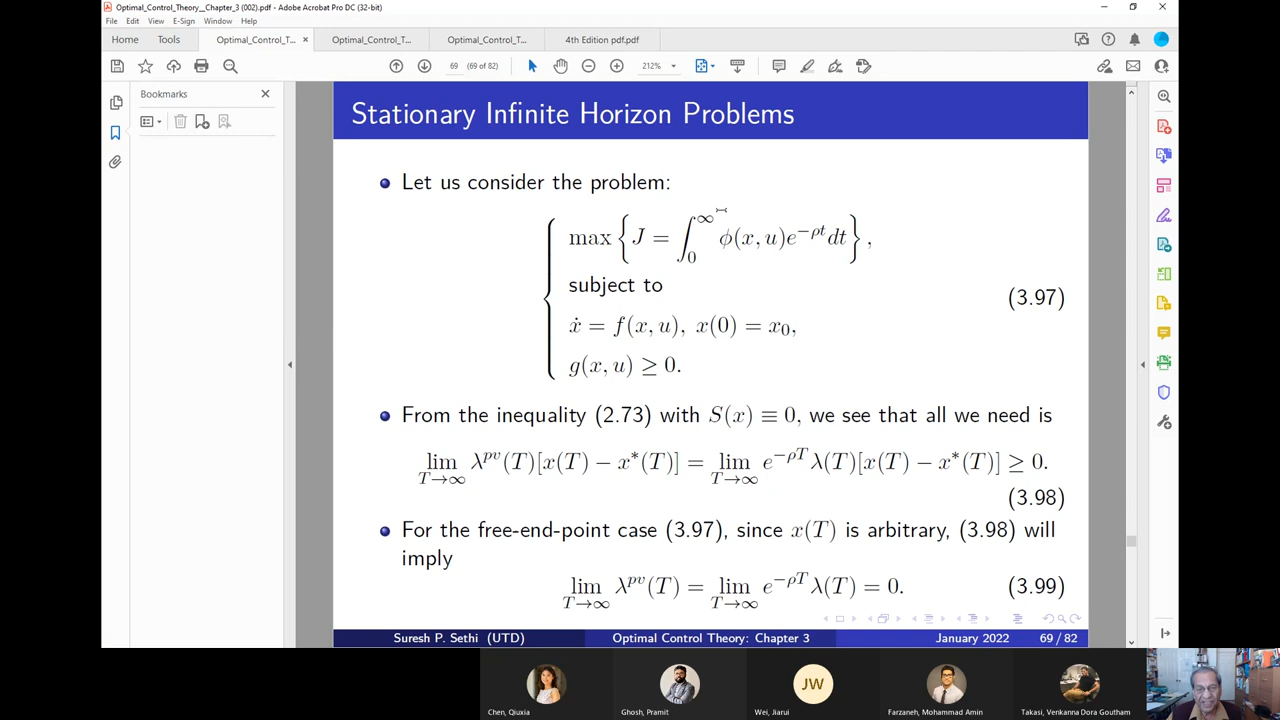 Optimal_Control_Theory__Chapter_3 (002).pdf - Adobe Acrobat Pro DC (32-bit)
File Edit View E-Sign Window Help
Home Tools Optimal_Control_T... × Optimal_Control_T... Optimal_Control_T... 4th Edition pdf.pdf
69 (69 of 82) 212%
Bookmarks
Stationary Infinite Horizon Problems
Let us consider the problem:
max { J = ∫₀^∞ ϕ(x, u)e^{−ρt}dt },
subject to
ẋ = f(x, u), x(0) = x₀,
g(x, u) ≥ 0.
(3.97)
From the inequality (2.73) with S(x) ≡ 0, we see that all we need is
lim_{T→∞} λ^{pv}(T)[x(T) − x*(T)] = lim_{T→∞} e^{−ρT}λ(T)[x(T) − x*(T)] ≥ 0.
(3.98)
For the free-end-point case (3.97), since x(T) is arbitrary, (3.98) will
imply
lim_{T→∞} λ^{pv}(T) = lim_{T→∞} e^{−ρT}λ(T) = 0. (3.99)
Suresh P. Sethi (UTD) Optimal Control Theory: Chapter 3 January 2022 69 / 82
JW
Chen, Qiuxia Ghosh, Pramit Wei, Jiarui Farzaneh, Mohammad Amin Takasi, Venkanna Dora Goutham